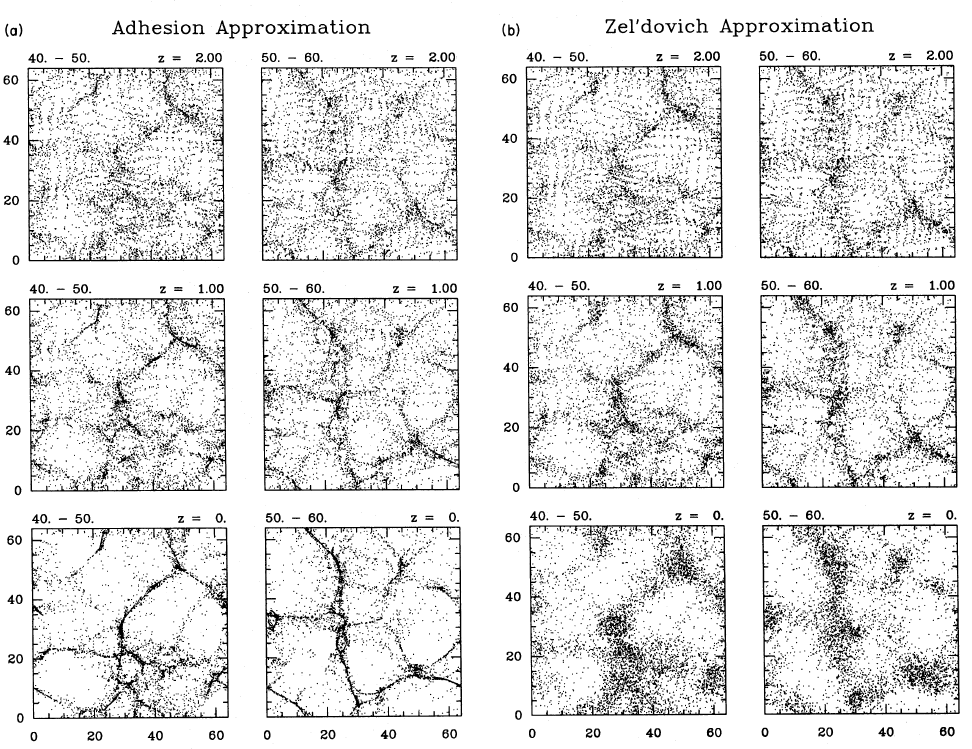 (a) Adhesion Approximation (b) Zel'dovich Approximation
40. – 50. z = 2.00 50. – 60. z = 2.00 40. – 50. z = 2.00 50. – 60. z = 2.00
60 60
40 40
20 20
0 0
40. – 50. z = 1.00 50. – 60. z = 1.00 40. – 50. z = 1.00 50. – 60. z = 1.00
60 60
40 40
20 20
0 0
40. – 50. z = 0. 50. – 60. z = 0. 40. – 50. z = 0. 50. – 60. z = 0.
60 60
40 40
20 20
0 0
0 20 40 60 0 20 40 60 0 20 40 60 0 20 40 60